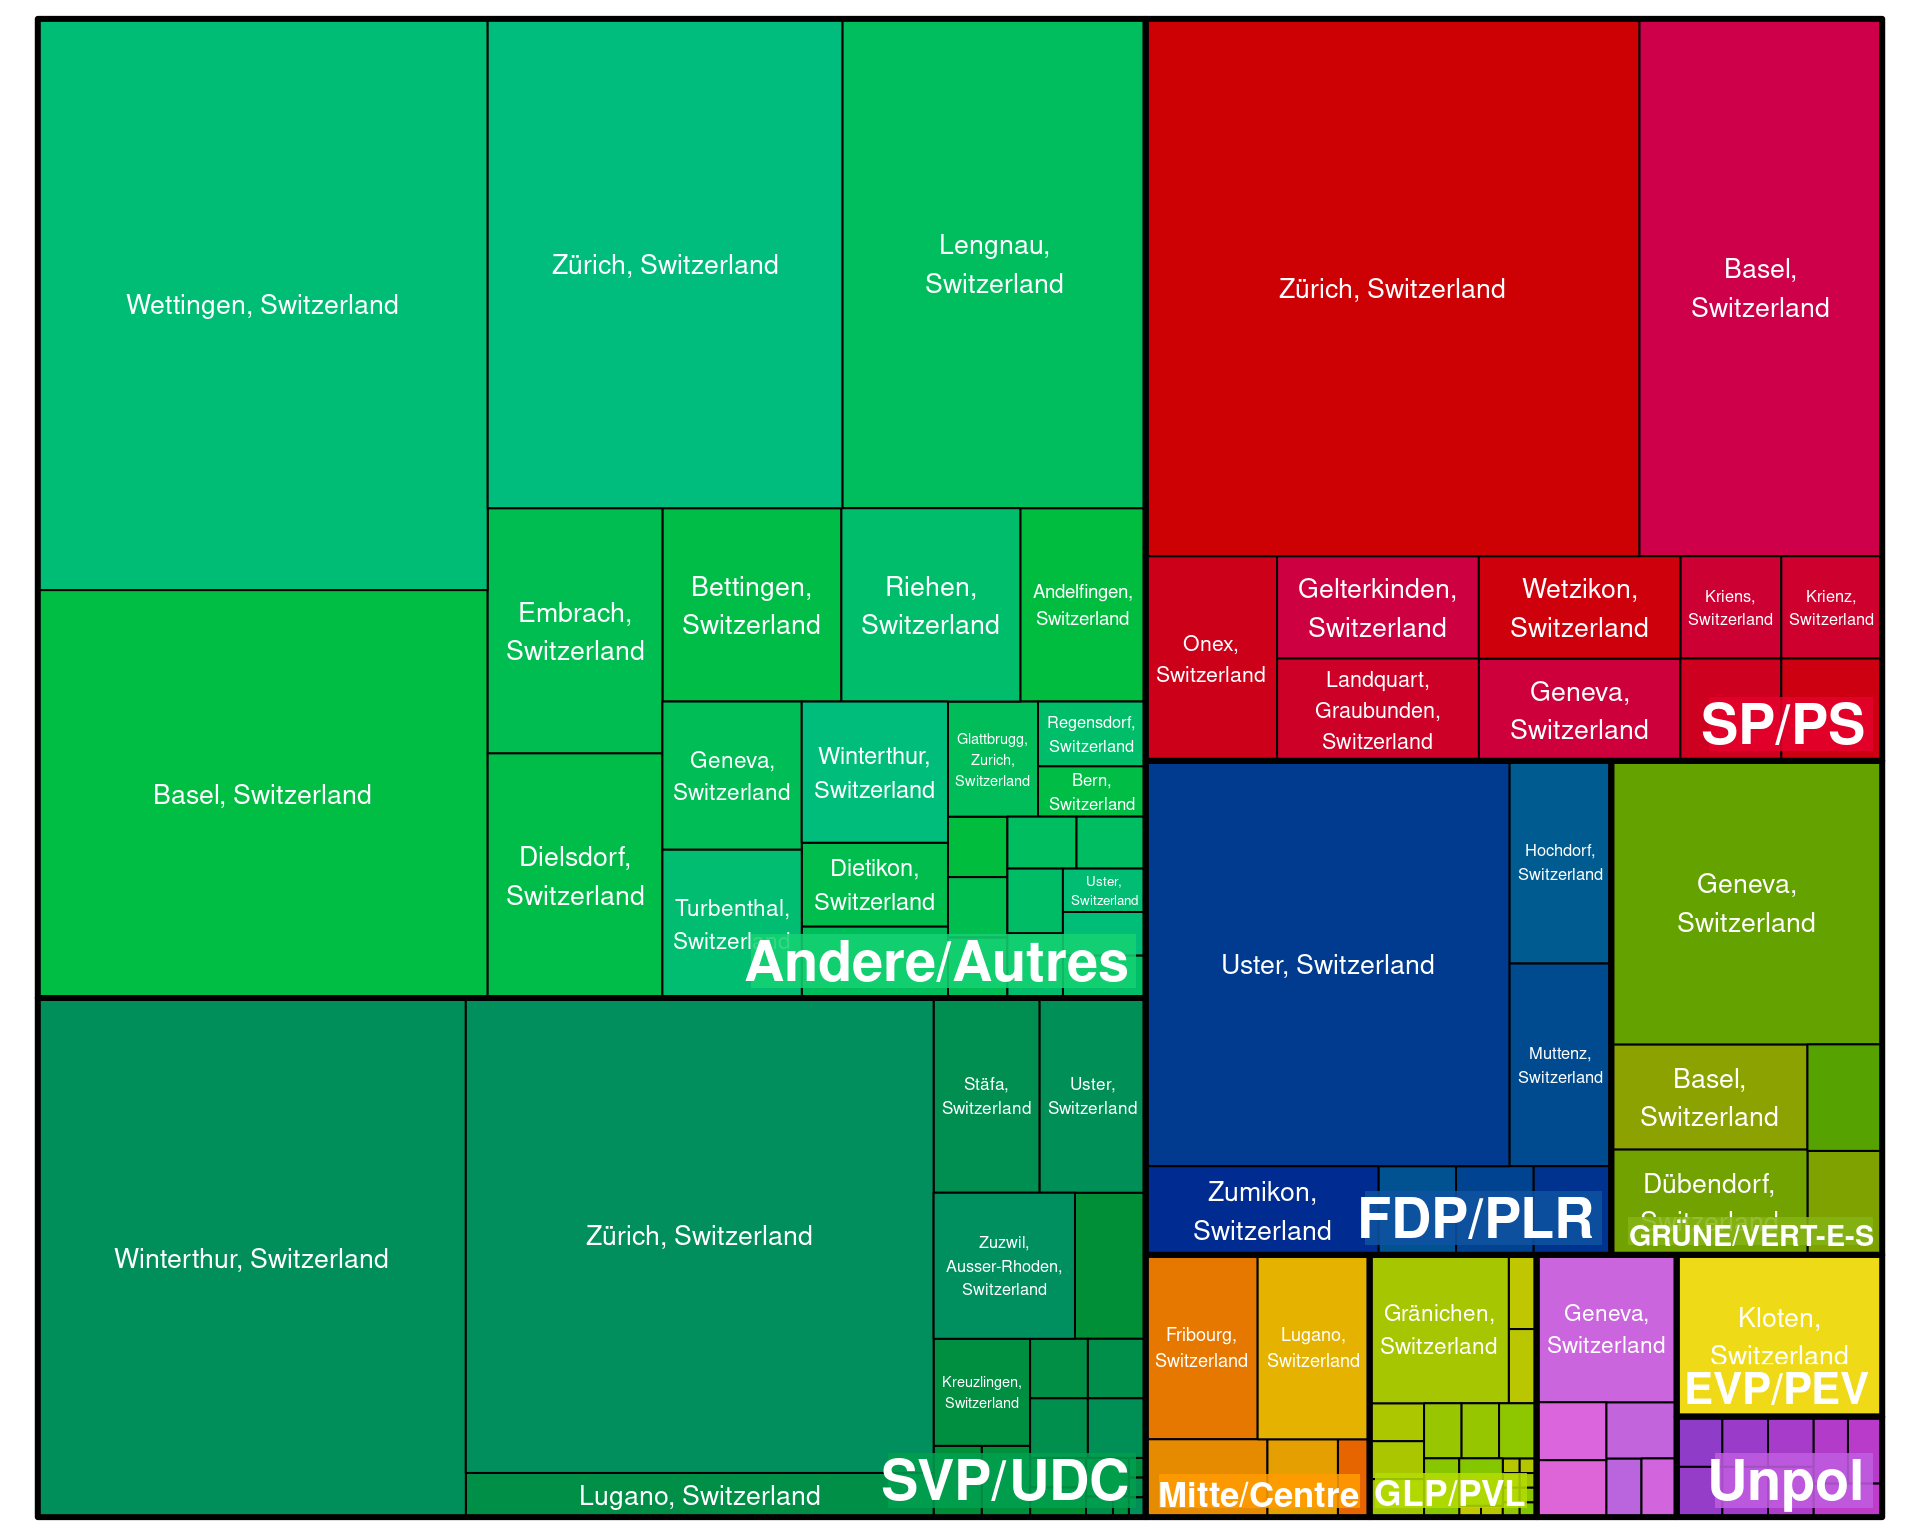 Wettingen, Switzerland
Zürich, Switzerland
Lengnau,
Switzerland
Basel, Switzerland
Embrach,
Switzerland
Bettingen,
Switzerland
Riehen,
Switzerland
Andelfingen,
Switzerland
Dielsdorf,
Switzerland
Geneva,
Switzerland
Winterthur,
Switzerland
Glattbrugg,
Zurich,
Switzerland
Regensdorf,
Switzerland
Bern,
Switzerland
Turbenthal,
Switzerland
Dietikon,
Switzerland
Uster,
Switzerland
Andere/Autres
Winterthur, Switzerland
Zürich, Switzerland
Lugano, Switzerland
Stäfa,
Switzerland
Uster,
Switzerland
Zuzwil,
Ausser-Rhoden,
Switzerland
Kreuzlingen,
Switzerland
SVP/UDC
Zürich, Switzerland
Basel,
Switzerland
Onex,
Switzerland
Gelterkinden,
Switzerland
Wetzikon,
Switzerland
Kriens,
Switzerland
Krienz,
Switzerland
Landquart,
Graubunden,
Switzerland
Geneva,
Switzerland
SP/PS
Uster, Switzerland
Hochdorf,
Switzerland
Muttenz,
Switzerland
Zumikon,
Switzerland
FDP/PLR
Geneva,
Switzerland
Basel,
Switzerland
Dübendorf,
Switzerland
GRÜNE/VERT-E-S
Fribourg,
Switzerland
Lugano,
Switzerland
Mitte/Centre
Gränichen,
Switzerland
GLP/PVL
Geneva,
Switzerland
Kloten,
Switzerland
EVP/PEV
Unpol